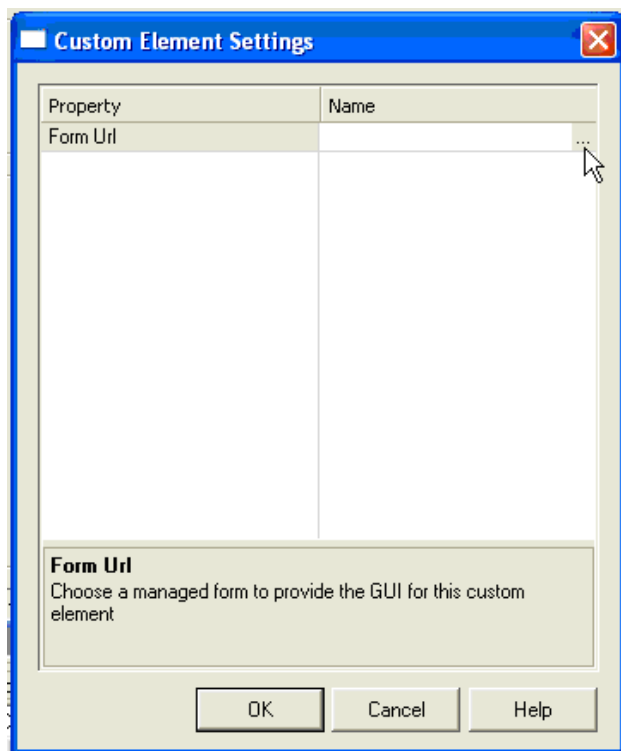 Custom Element Settings
Property Name
Form Url ...
Form Url
Choose a managed form to provide the GUI for this custom
element
OK Cancel Help